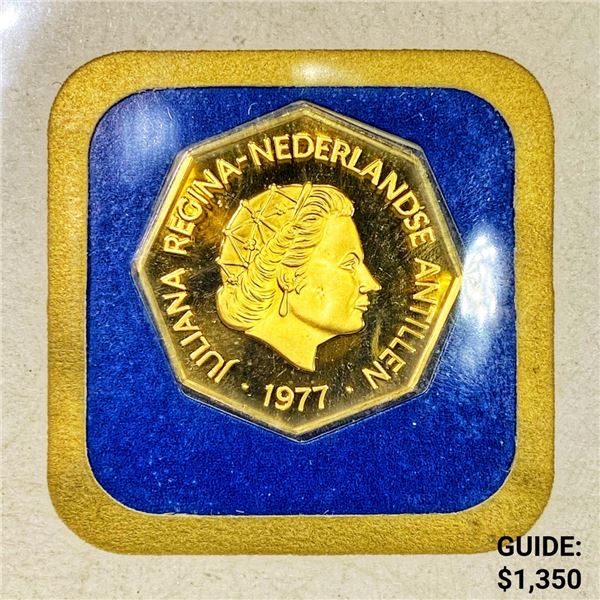 JULIANA REGINA-NEDERLANDSE ANTILLEN
· 1977 ·
GUIDE:
$1,350